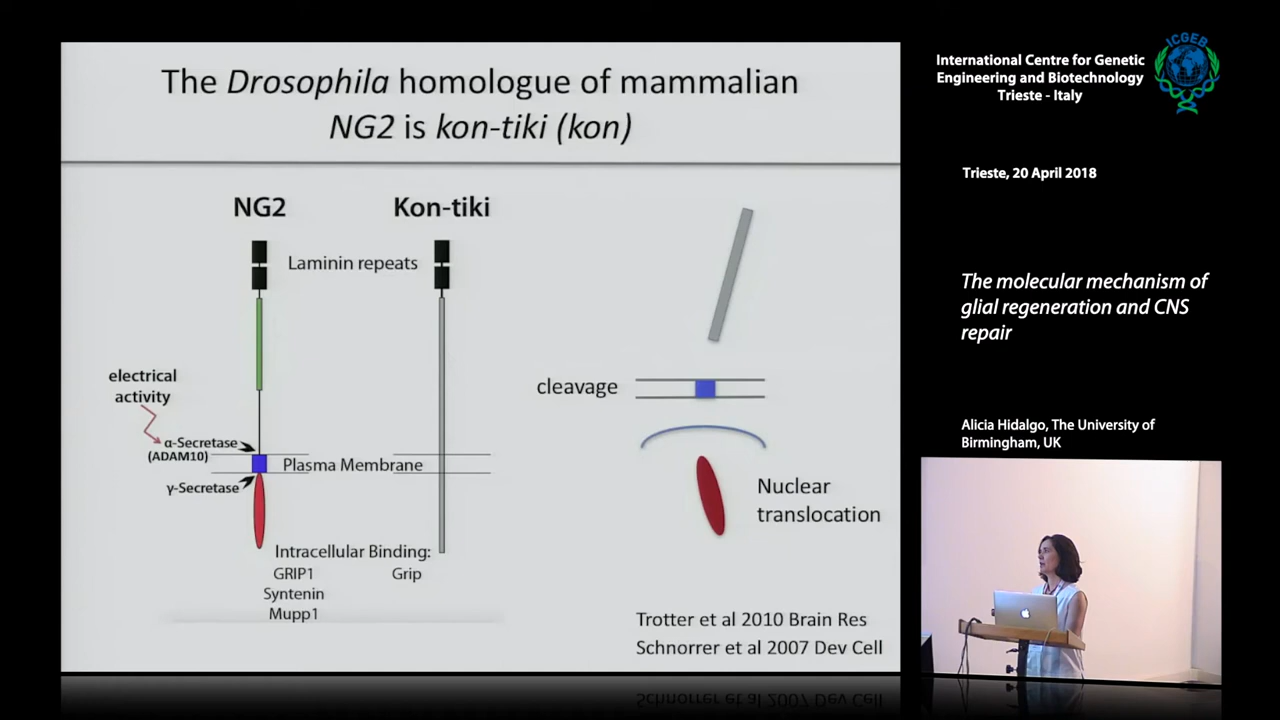 The Drosophila homologue of mammalian
NG2 is kon-tiki (kon)
NG2
Kon-tiki
Laminin repeats
electrical
activity
α-Secretase
(ADAM10)
Plasma Membrane
γ-Secretase
Intracellular Binding:
GRIP1
Grip
Syntenin
Mupp1
cleavage
Nuclear
translocation
Trotter et al 2010 Brain Res
Schnorrer et al 2007 Dev Cell
International Centre for Genetic
Engineering and Biotechnology
Trieste - Italy
ICGEB
Trieste, 20 April 2018
The molecular mechanism of
glial regeneration and CNS
repair
Alicia Hidalgo, The University of
Birmingham, UK